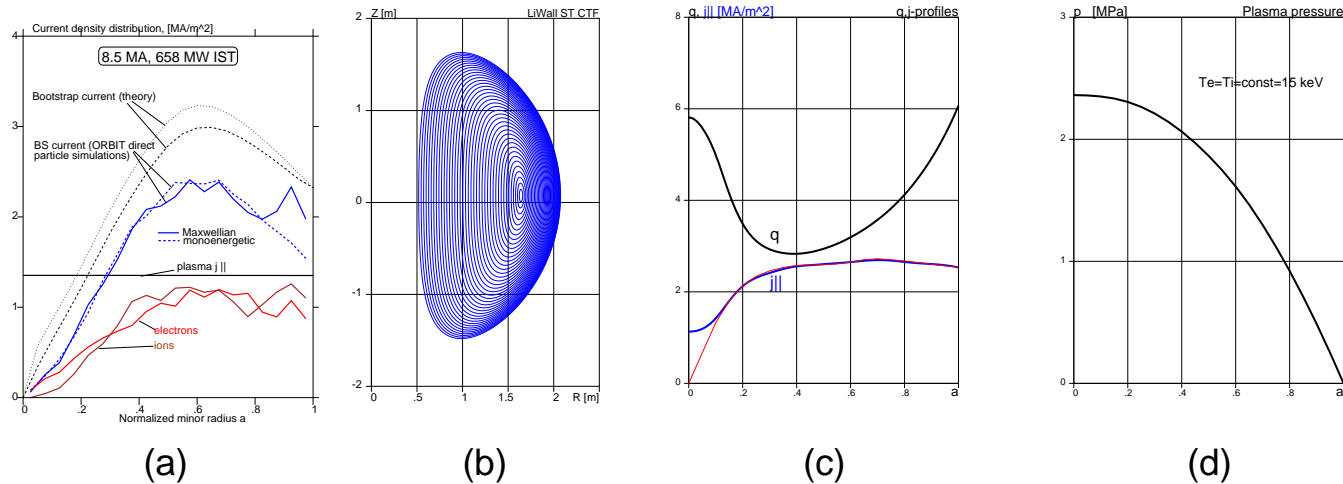 Current density distribution, [MA/m^2]
4
3
2
1
0
8.5 MA, 658 MW IST
Bootstrap current (theory)
BS current (ORBIT direct
particle simulations)
Maxwellian
monoenergetic
plasma j ||
electrons
ions
0 .2 .4 .6 .8 1
Normalized minor radius a
(a)
Z [m] LiWall ST CTF
2
1
0
-1
-2
0 .5 1 1.5 2 R [m]
(b)
q, j|| [MA/m^2] q,j-profiles
8
6
4
2
0
q
j||
0 .2 .4 .6 .8 a
(c)
p [MPa] Plasma pressure
3
2
1
0
Te=Ti=const=15 keV
0 .2 .4 .6 .8 a
(d)